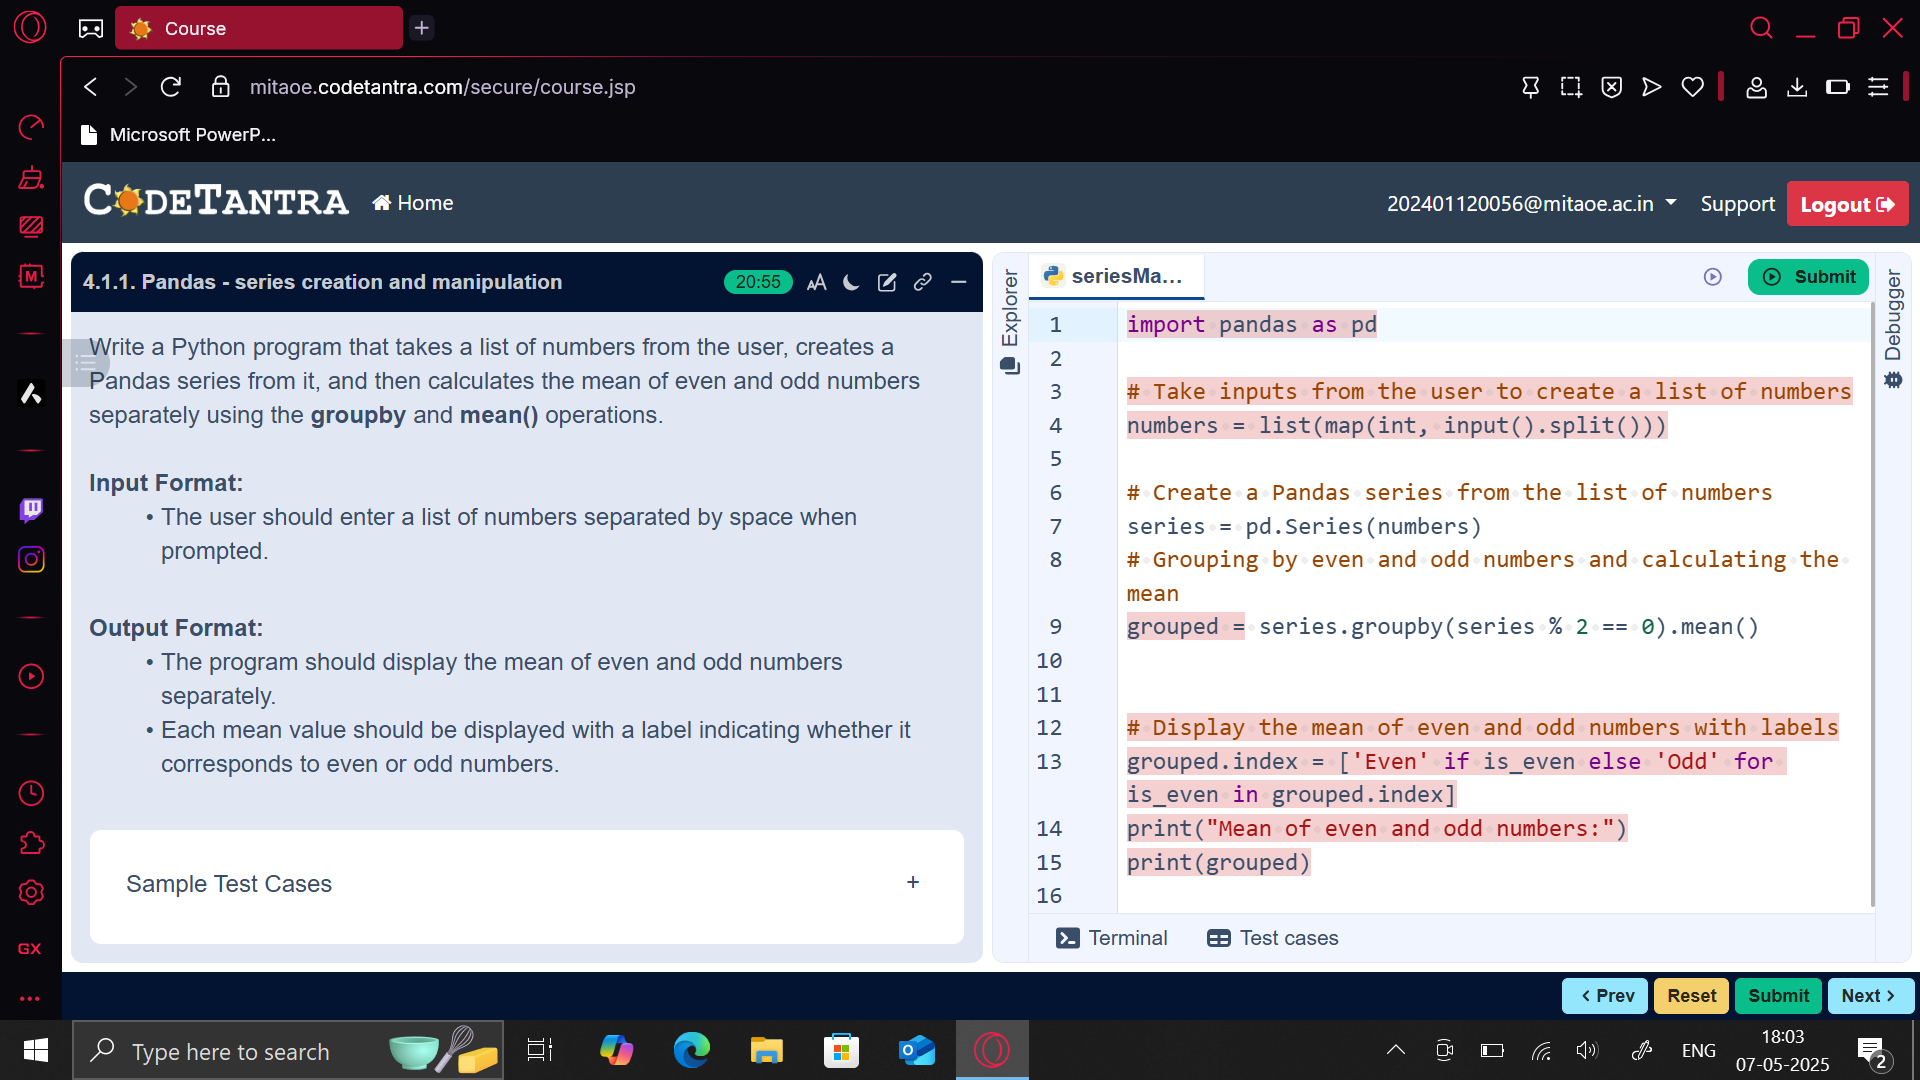 Course
mitaoe.codetantra.com/secure/course.jsp
Microsoft PowerP...
CODETANTRA
Home
202401120056@mitaoe.ac.in
Support
Logout
4.1.1. Pandas - series creation and manipulation
20:55
AA
Write a Python program that takes a list of numbers from the user, creates a
Pandas series from it, and then calculates the mean of even and odd numbers
separately using the groupby and mean() operations.
Input Format:
• The user should enter a list of numbers separated by space when
prompted.
Output Format:
• The program should display the mean of even and odd numbers
separately.
• Each mean value should be displayed with a label indicating whether it
corresponds to even or odd numbers.
Sample Test Cases
+
Explorer
seriesMa...
Submit
Debugger
1 import pandas as pd
2
3 # Take inputs from the user to create a list of numbers
4 numbers = list(map(int, input().split()))
5
6 # Create a Pandas series from the list of numbers
7 series = pd.Series(numbers)
8 # Grouping by even and odd numbers and calculating the
mean
9 grouped = series.groupby(series % 2 == 0).mean()
10
11
12 # Display the mean of even and odd numbers with labels
13 grouped.index = ['Even' if is_even else 'Odd' for
is_even in grouped.index]
14 print("Mean of even and odd numbers:")
15 print(grouped)
16
Terminal
Test cases
< Prev
Reset
Submit
Next >
M
GX
Type here to search
ENG
18:03
07-05-2025
2